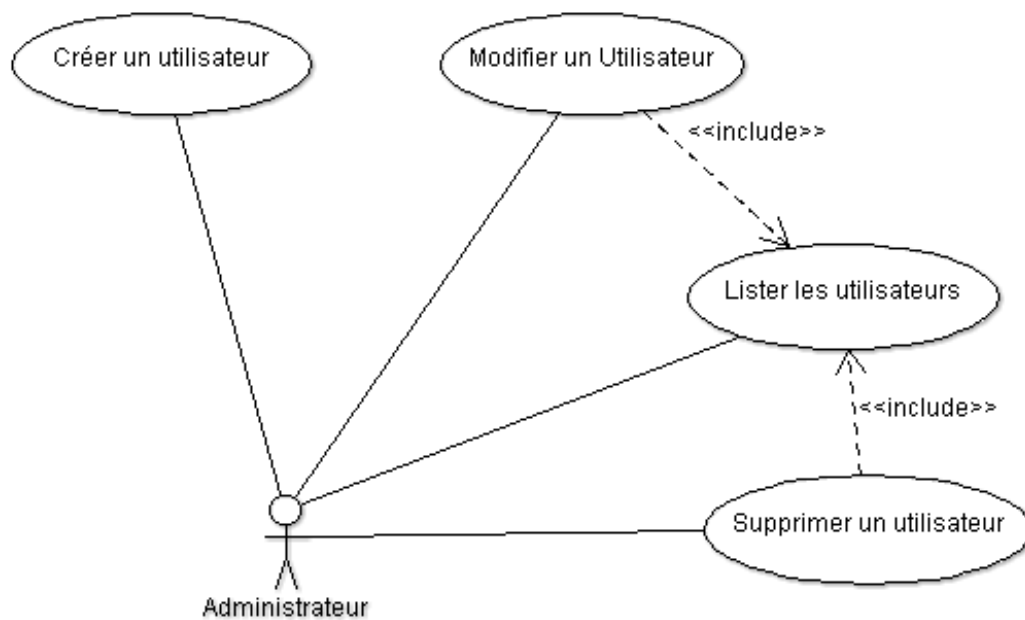 Créer un utilisateur
Modifier un Utilisateur
<<include>>
Lister les utilisateurs
<<include>>
Supprimer un utilisateur
Administrateur